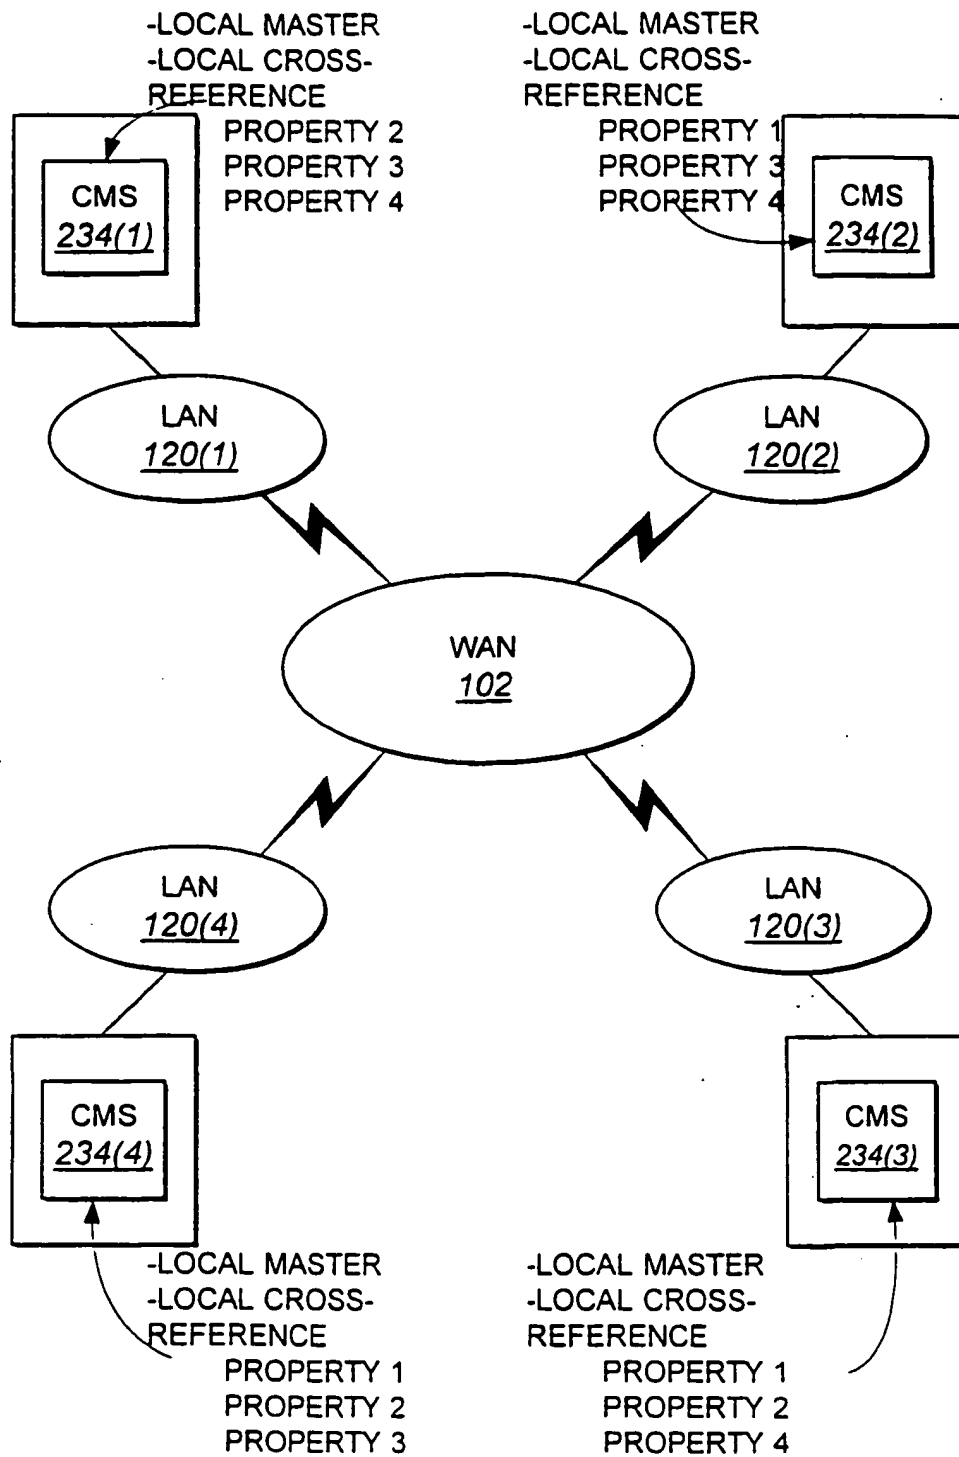 -LOCAL MASTER
-LOCAL CROSS-
REFERENCE
PROPERTY 2
PROPERTY 3
PROPERTY 4
CMS
234(1)
-LOCAL MASTER
-LOCAL CROSS-
REFERENCE
PROPERTY 1
PROPERTY 3
PROPERTY 4
CMS
234(2)
LAN
120(1)
LAN
120(2)
WAN
102
LAN
120(4)
LAN
120(3)
CMS
234(4)
CMS
234(3)
-LOCAL MASTER
-LOCAL CROSS-
REFERENCE
PROPERTY 1
PROPERTY 2
PROPERTY 3
-LOCAL MASTER
-LOCAL CROSS-
REFERENCE
PROPERTY 1
PROPERTY 2
PROPERTY 4